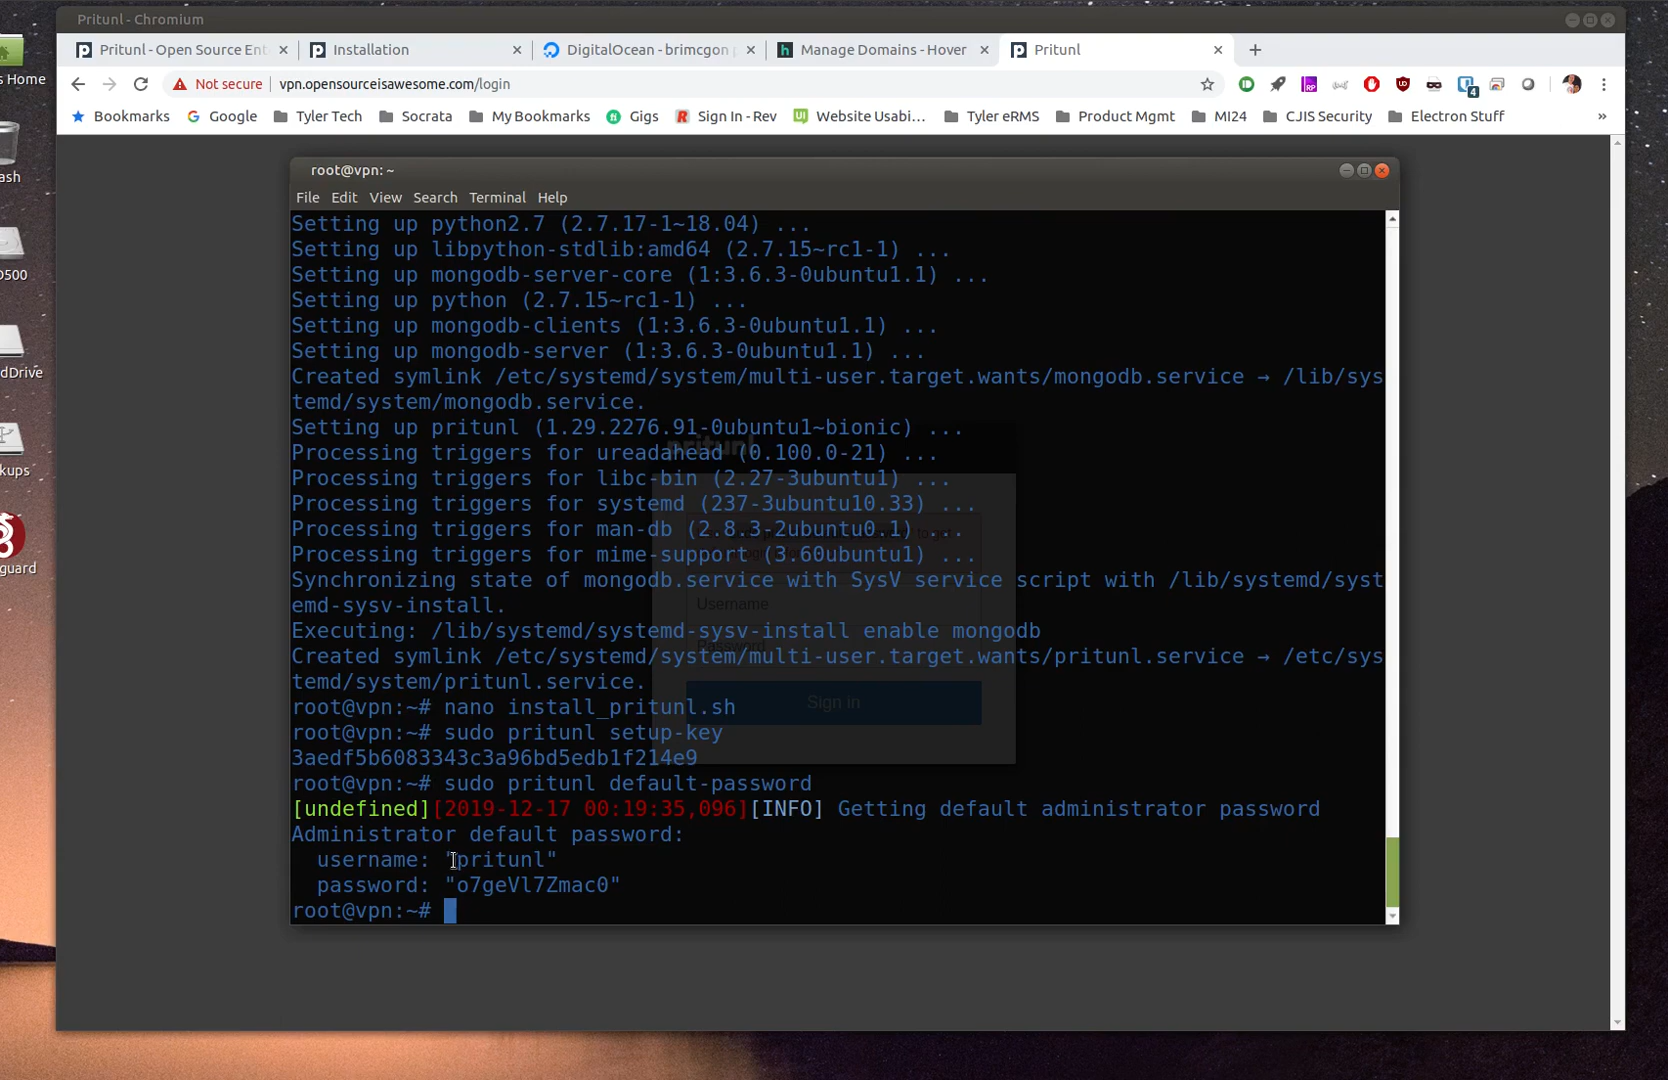 Pritunl - Chromium
Pritunl - Open Source Ent
Installation
DigitalOcean - brimcgon
Manage Domains - Hover
Pritunl
Not secure
vpn.opensourceisawesome.com/login
4
Bookmarks
Google
Tyler Tech
Socrata
My Bookmarks
Gigs
Sign In - Rev
Website Usabi…
Tyler eRMS
Product Mgmt
MI24
CJIS Security
Electron Stuff
»
s Home
ash
0500
dDrive
kups
guard
root@vpn: ~
File Edit View Search Terminal Help
Setting up python2.7 (2.7.17-1~18.04) ...
Setting up libpython-stdlib:amd64 (2.7.15~rc1-1) ...
Setting up mongodb-server-core (1:3.6.3-0ubuntu1.1) ...
Setting up python (2.7.15~rc1-1) ...
Setting up mongodb-clients (1:3.6.3-0ubuntu1.1) ...
Setting up mongodb-server (1:3.6.3-0ubuntu1.1) ...
Created symlink /etc/systemd/system/multi-user.target.wants/mongodb.service → /lib/sys
temd/system/mongodb.service.
Setting up pritunl (1.29.2276.91-0ubuntu1~bionic) ...
Processing triggers for ureadahead (0.100.0-21) ...
Processing triggers for libc-bin (2.27-3ubuntu1) ...
Processing triggers for systemd (237-3ubuntu10.33) ...
Processing triggers for man-db (2.8.3-2ubuntu0.1) ...
Processing triggers for mime-support (3.60ubuntu1) ...
Synchronizing state of mongodb.service with SysV service script with /lib/systemd/syst
emd-sysv-install.
Executing: /lib/systemd/systemd-sysv-install enable mongodb
Created symlink /etc/systemd/system/multi-user.target.wants/pritunl.service → /etc/sys
temd/system/pritunl.service.
root@vpn:~# nano install_pritunl.sh
root@vpn:~# sudo pritunl setup-key
3aedf5b6083343c3a96bd5edb1f214e9
root@vpn:~# sudo pritunl default-password
[undefined][2019-12-17 00:19:35,096][INFO] Getting default administrator password
Administrator default password:
username: "pritunl"
password: "o7geVl7Zmac0"
root@vpn:~#
pritunl
Username
Password
Sign in